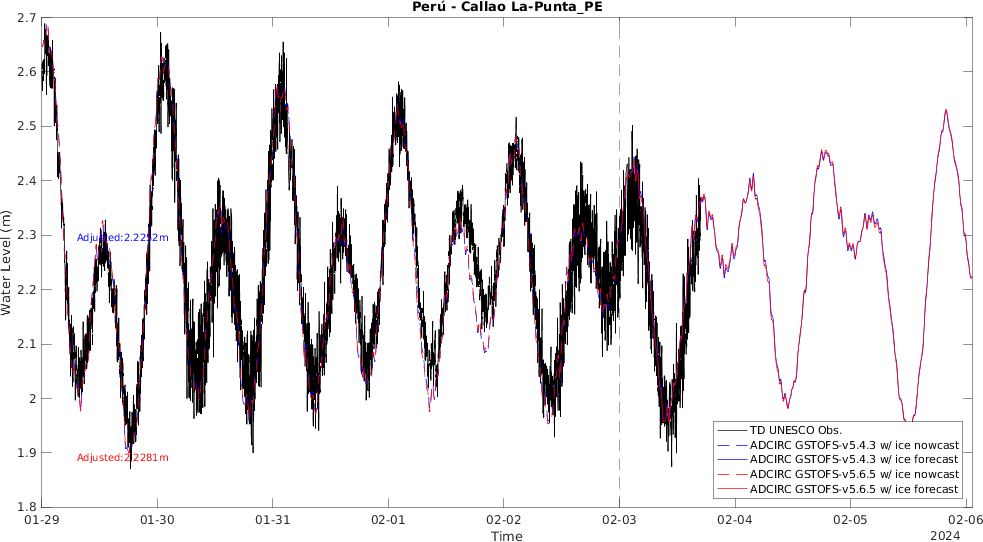 Perú - Callao La-Punta_PE
2.7
2.6
2.5
2.4
2.3
2.2
2.1
2
1.9
1.8
Water Level (m)
Adjusted:2.2252m
Adjusted:2.2281m
TD UNESCO Obs.
ADCIRC GSTOFS-v5.4.3 w/ ice nowcast
ADCIRC GSTOFS-v5.4.3 w/ ice forecast
ADCIRC GSTOFS-v5.6.5 w/ ice nowcast
ADCIRC GSTOFS-v5.6.5 w/ ice forecast
01-29 01-30 01-31 02-01 02-02 02-03 02-04 02-05 02-06
Time
2024